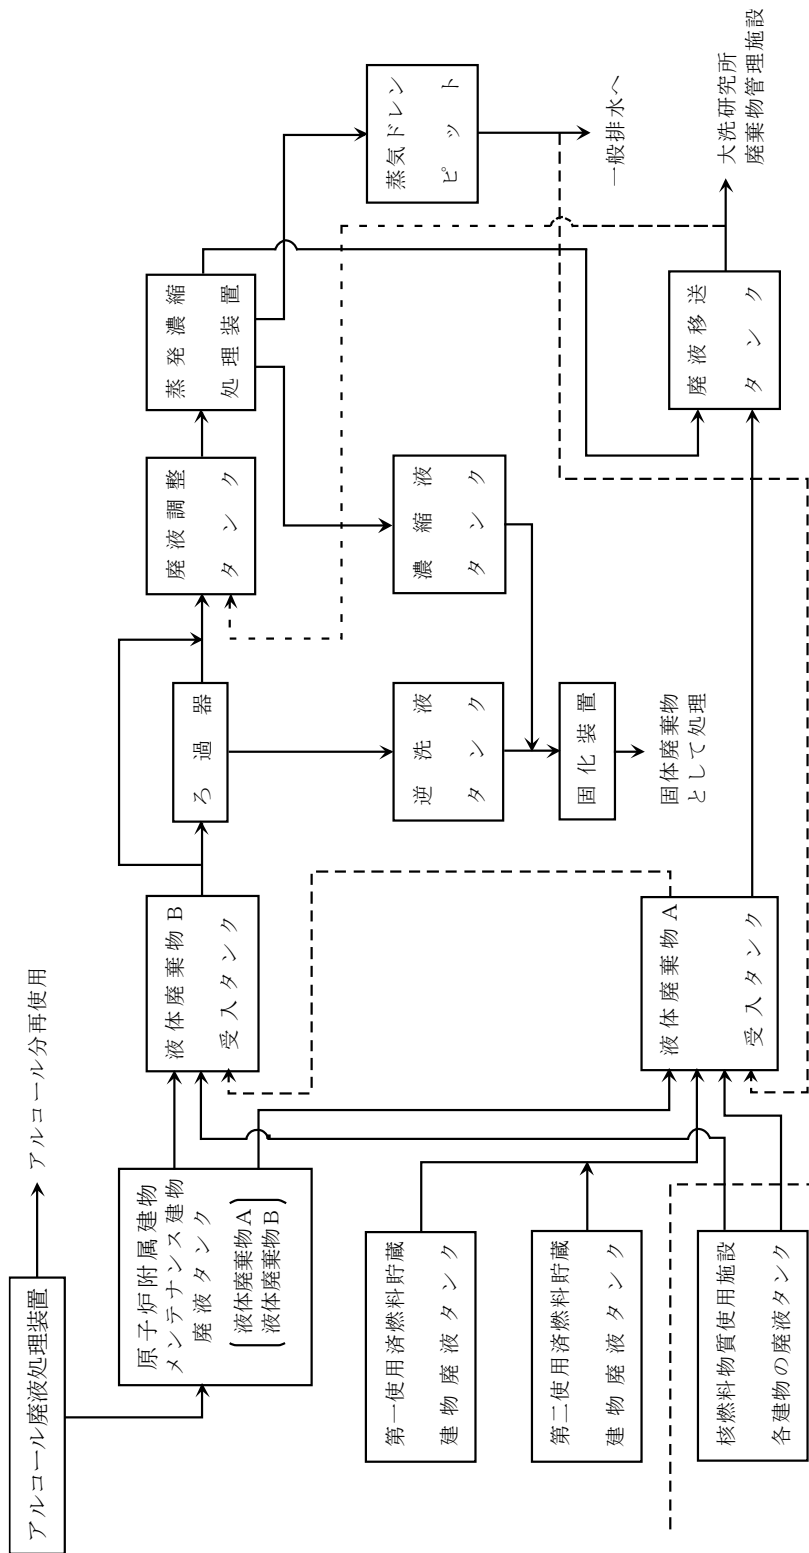 アルコール廃液処理装置
アルコール分再使用
原子炉附属建物
メンテナンス建物
廃液タンク
(液体廃棄物A
液体廃棄物B)
第一使用済燃料貯蔵
建物廃液タンク
第二使用済燃料貯蔵
建物廃液タンク
核燃料物質使用施設
各建物の廃液タンク
液体廃棄物B
受入タンク
液体廃棄物A
受入タンク
ろ過器
逆洗液
タンク
固化装置
固体廃棄物
として処理
廃液調整
タンク
濃縮液
タンク
蒸発濃縮
処理装置
廃液移送
タンク
蒸気ドレン
ピット
一般排水へ
大洗研究所
廃棄物管理施設